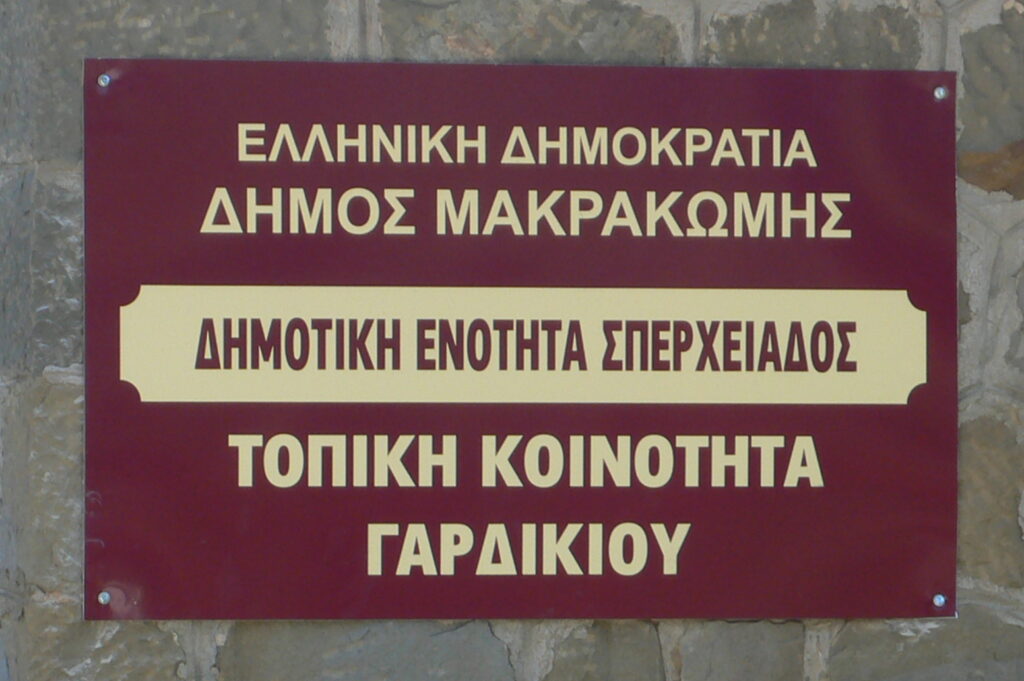 ΕΛΛΗΝΙΚΗ ΔΗΜΟΚΡΑΤΙΑ
ΔΗΜΟΣ ΜΑΚΡΑΚΩΜΗΣ
ΔΗΜΟΤΙΚΗ ΕΝΟΤΗΤΑ ΣΠΕΡΧΕΙΑΔΟΣ
ΤΟΠΙΚΗ ΚΟΙΝΟΤΗΤΑ
ΓΑΡΔΙΚΙΟΥ